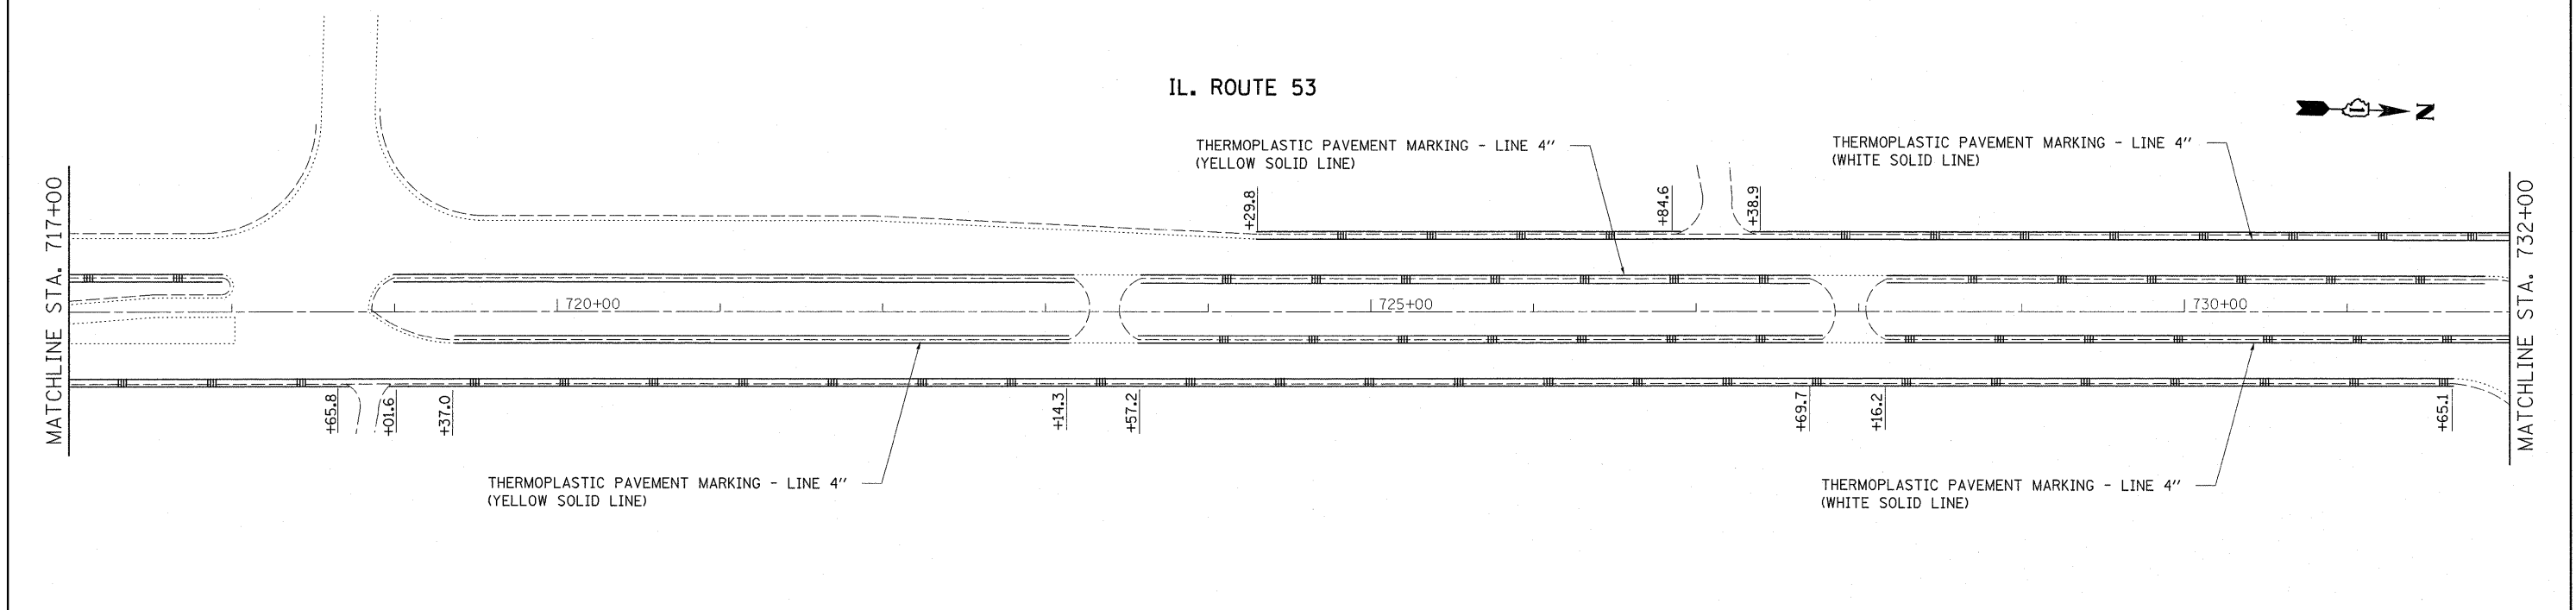 IL. ROUTE 53
N
THERMOPLASTIC PAVEMENT MARKING - LINE 4"
(YELLOW SOLID LINE)
THERMOPLASTIC PAVEMENT MARKING - LINE 4"
(WHITE SOLID LINE)
MATCHLINE STA. 717+00
+29.8
+84.6
+38.9
MATCHLINE STA. 732+00
720+00
725+00
730+00
+65.8
+01.6
+37.0
+14.3
+57.2
+69.7
+16.2
+65.1
THERMOPLASTIC PAVEMENT MARKING - LINE 4"
(YELLOW SOLID LINE)
THERMOPLASTIC PAVEMENT MARKING - LINE 4"
(WHITE SOLID LINE)